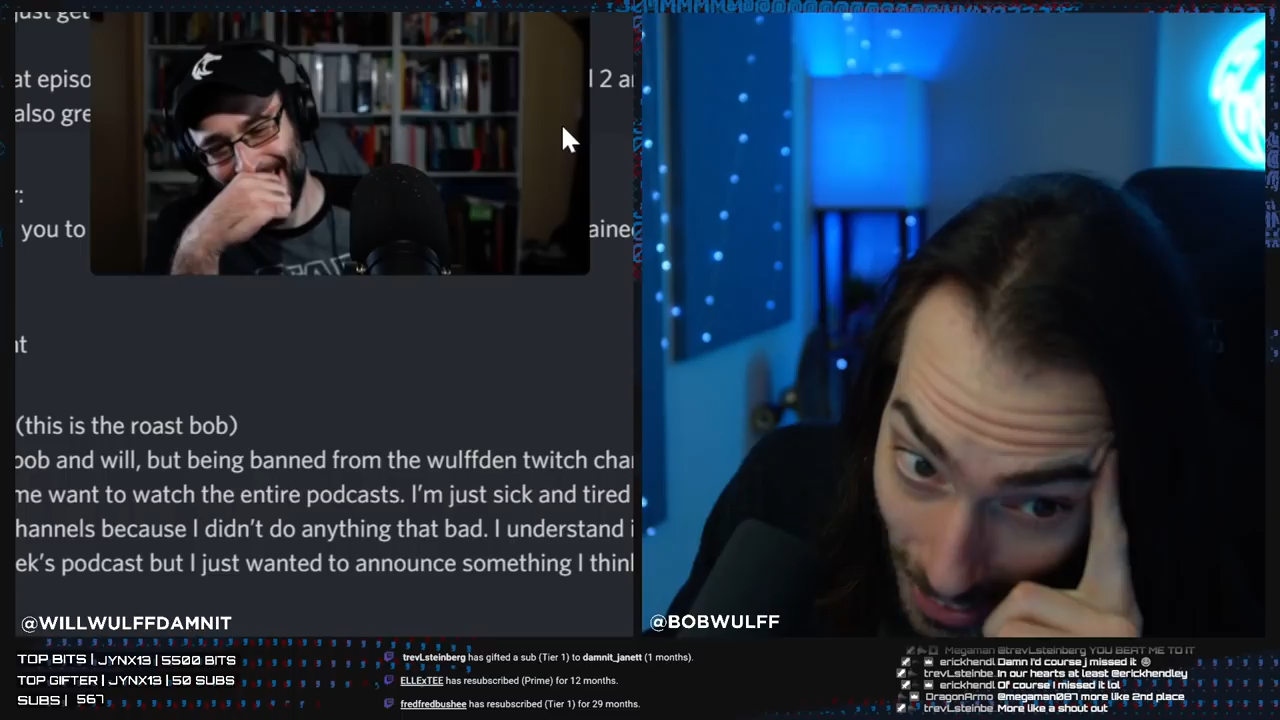 just get
at episo
l 2 ar
also gre
r:
you to
ained
at
(this is the roast bob)
bob and will, but being banned from the wulffden twitch chan
me want to watch the entire podcasts. I'm just sick and tired
hannels because I didn't do anything that bad. I understand i
ek's podcast but I just wanted to announce something I think
@WILLWULFFDAMNIT
@BOBWULFF
TOP BITS | JYNX13 | 5500 BITS
TOP GIFTER | JYNX13 | 50 SUBS
SUBS | 567
trevLsteinberg has gifted a sub (Tier 1) to damnit_janett (1 months).
ELLExTEE has resubscribed (Prime) for 12 months.
fredfredbushee has resubscribed (Tier 1) for 29 months.
Megaman @trevLsteinberg YOU BEAT ME TO IT
erickhendl Damn I'd course j missed it
trevLsteinbe In our hearts at least @erickhendley
erickhendl Of course I missed it lol
DragonArmo @megaman087 more like 2nd place
trevLsteinbe More like a shout out